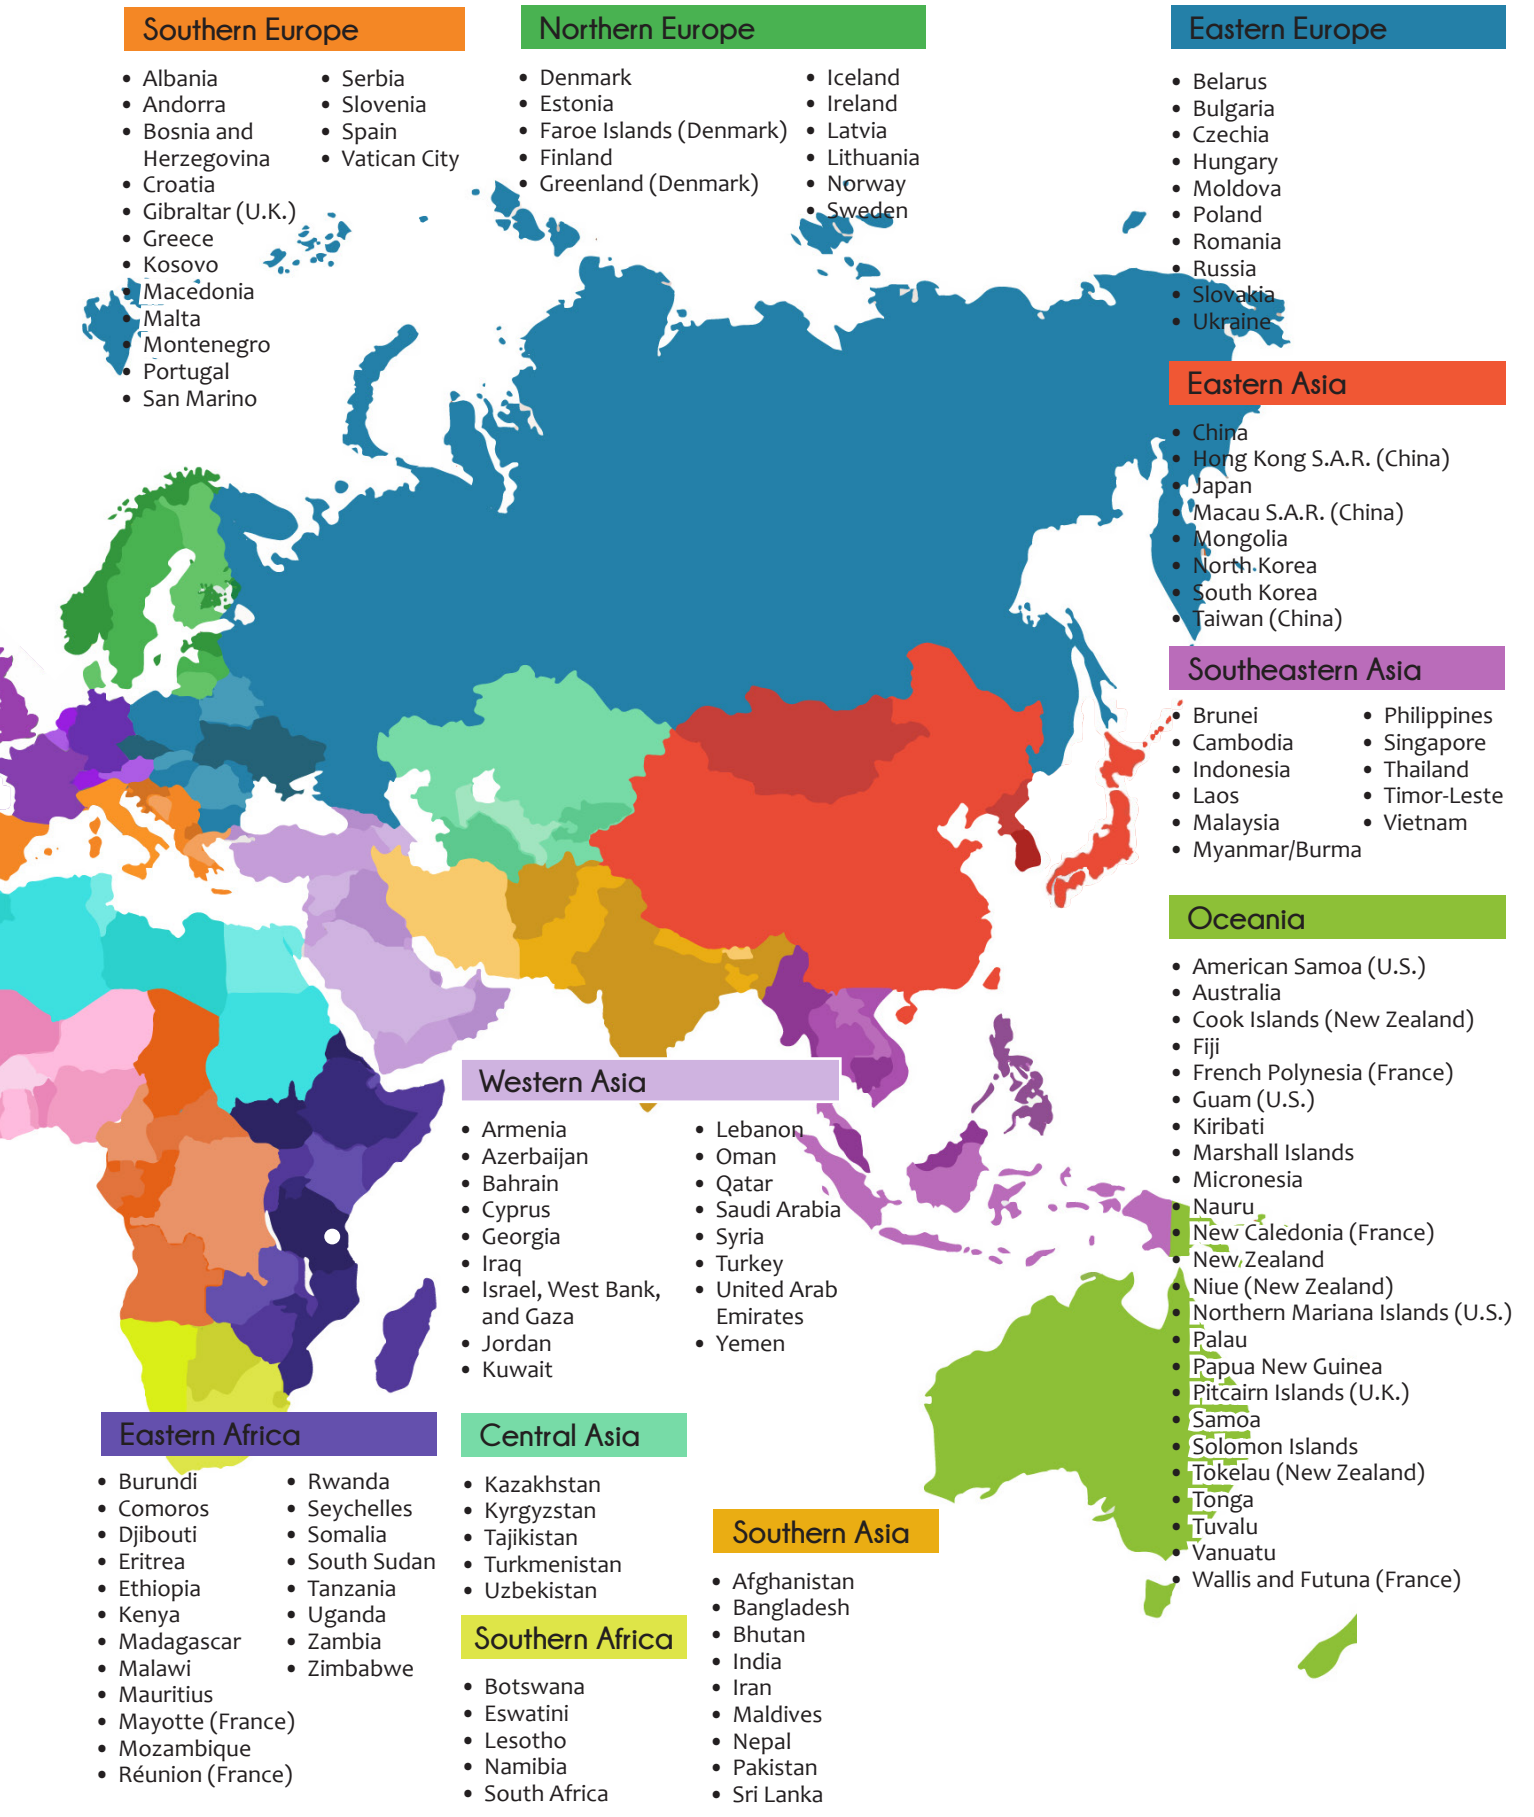 Southern Europe
• Albania
• Andorra
• Bosnia and
Herzegovina
• Croatia
• Gibraltar (U.K.)
• Greece
• Kosovo
• Macedonia
• Malta
• Montenegro
• Portugal
• San Marino
• Serbia
• Slovenia
• Spain
• Vatican City
Northern Europe
• Denmark
• Estonia
• Faroe Islands (Denmark)
• Finland
• Greenland (Denmark)
• Iceland
• Ireland
• Latvia
• Lithuania
• Norway
• Sweden
Eastern Europe
• Belarus
• Bulgaria
• Czechia
• Hungary
• Moldova
• Poland
• Romania
• Russia
• Slovakia
• Ukraine
Eastern Asia
• China
• Hong Kong S.A.R. (China)
• Japan
• Macau S.A.R. (China)
• Mongolia
• North Korea
• South Korea
• Taiwan (China)
Southeastern Asia
• Brunei
• Cambodia
• Indonesia
• Laos
• Malaysia
• Myanmar/Burma
• Philippines
• Singapore
• Thailand
• Timor-Leste
• Vietnam
Oceania
• American Samoa (U.S.)
• Australia
• Cook Islands (New Zealand)
• Fiji
• French Polynesia (France)
• Guam (U.S.)
• Kiribati
• Marshall Islands
• Micronesia
• Nauru
• New Caledonia (France)
• New Zealand
• Niue (New Zealand)
• Northern Mariana Islands (U.S.)
• Palau
• Papua New Guinea
• Pitcairn Islands (U.K.)
• Samoa
• Solomon Islands
• Tokelau (New Zealand)
• Tonga
• Tuvalu
• Vanuatu
• Wallis and Futuna (France)
Western Asia
• Armenia
• Azerbaijan
• Bahrain
• Cyprus
• Georgia
• Iraq
• Israel, West Bank,
and Gaza
• Jordan
• Kuwait
• Lebanon
• Oman
• Qatar
• Saudi Arabia
• Syria
• Turkey
• United Arab
Emirates
• Yemen
Eastern Africa
• Burundi
• Comoros
• Djibouti
• Eritrea
• Ethiopia
• Kenya
• Madagascar
• Malawi
• Mauritius
• Mayotte (France)
• Mozambique
• Réunion (France)
• Rwanda
• Seychelles
• Somalia
• South Sudan
• Tanzania
• Uganda
• Zambia
• Zimbabwe
Central Asia
• Kazakhstan
• Kyrgyzstan
• Tajikistan
• Turkmenistan
• Uzbekistan
Southern Africa
• Botswana
• Eswatini
• Lesotho
• Namibia
• South Africa
Southern Asia
• Afghanistan
• Bangladesh
• Bhutan
• India
• Iran
• Maldives
• Nepal
• Pakistan
• Sri Lanka